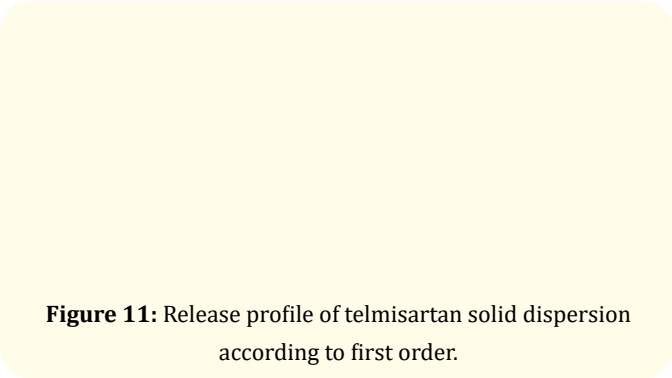 Figure 11: Release profile of telmisartan solid dispersion
according to first order.